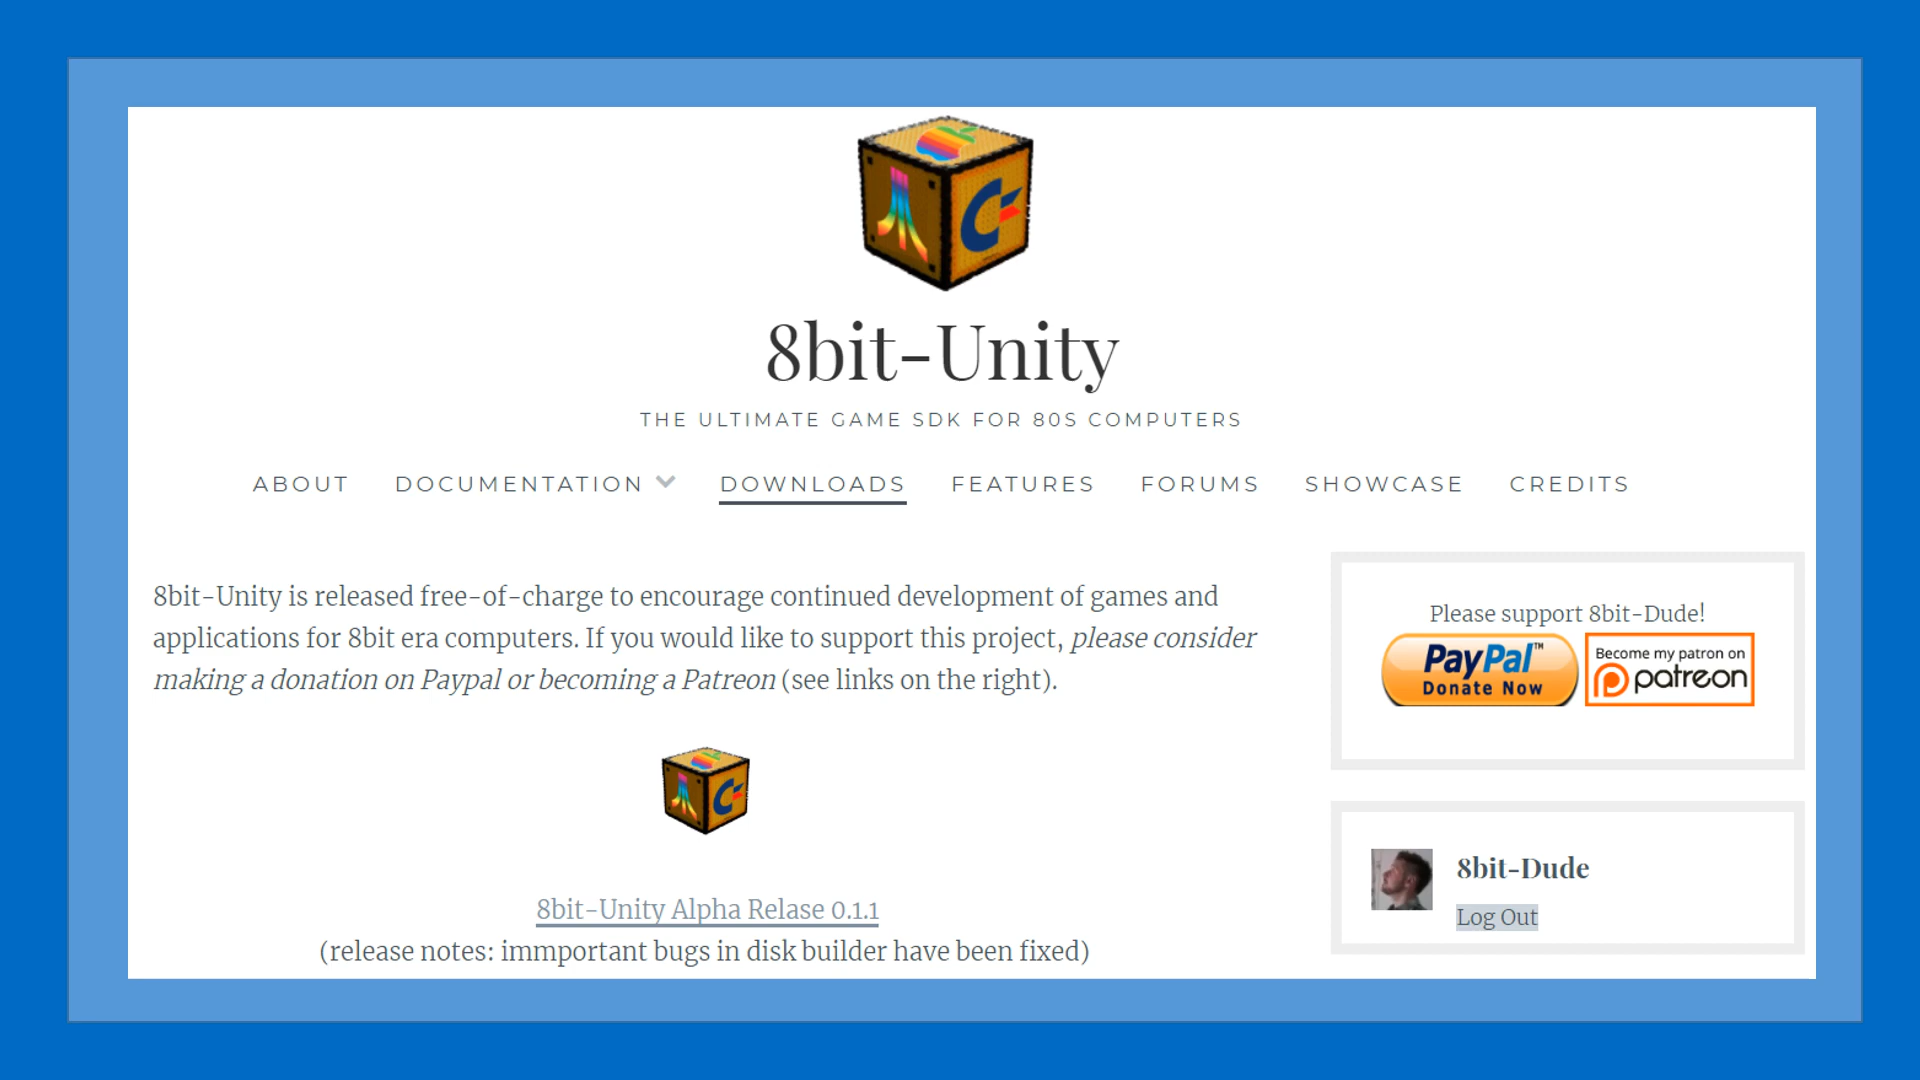 8bit-Unity
THE ULTIMATE GAME SDK FOR 80S COMPUTERS
ABOUT DOCUMENTATION DOWNLOADS FEATURES FORUMS SHOWCASE CREDITS
8bit-Unity is released free-of-charge to encourage continued development of games and
applications for 8bit era computers. If you would like to support this project, please consider
making a donation on Paypal or becoming a Patreon (see links on the right).
8bit-Unity Alpha Relase 0.1.1
(release notes: immportant bugs in disk builder have been fixed)
Please support 8bit-Dude!
PayPal™
Donate Now
Become my patron on
patreon
8bit-Dude
Log Out